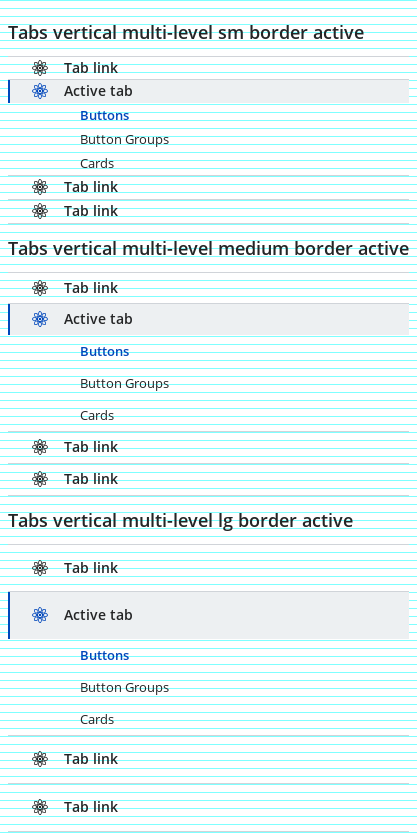 Tabs vertical multi-level sm border active
Tab link
Active tab
Buttons
Button Groups
Cards
Tab link
Tab link
Tabs vertical multi-level medium border active
Tab link
Active tab
Buttons
Button Groups
Cards
Tab link
Tab link
Tabs vertical multi-level lg border active
Tab link
Active tab
Buttons
Button Groups
Cards
Tab link
Tab link